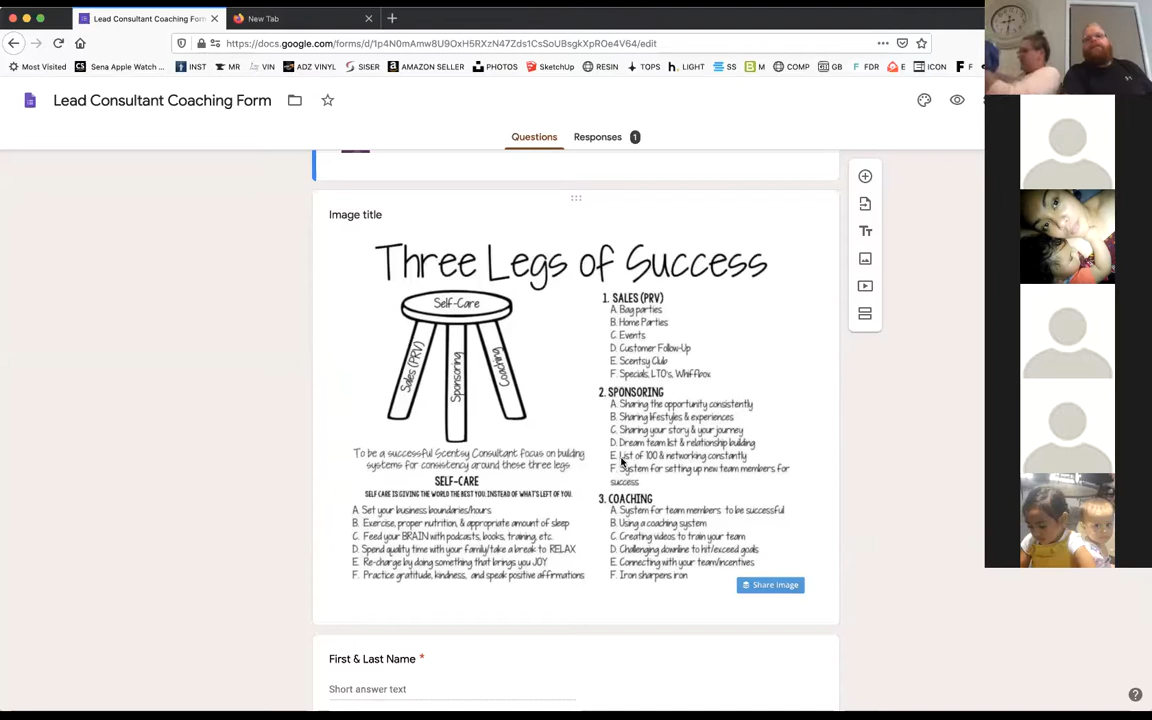 Lead Consultant Coaching Form
New Tab
https://docs.google.com/forms/d/1p4N0mAmw8U9OxH5RXzN47Zds1CsSoUBsgkXpROe4V64/edit
Most Visited
Sena Apple Watch ...
INST
MR
VIN
ADZ VINYL
SISER
AMAZON SELLER
PHOTOS
SketchUp
RESIN
TOPS
LIGHT
SS
M
COMP
GB
FDR
E
ICON
F
Lead Consultant Coaching Form
Questions
Responses 1
Image title
Three Legs of Success
Self-Care
Sales (PRV)
Sponsoring
Coaching
To be a successful Scentsy Consultant focus on building
systems for consistency around these three legs
SELF-CARE
SELF CARE IS GIVING THE WORLD THE BEST YOU, INSTEAD OF WHAT'S LEFT OF YOU.
A. Set your business boundaries/hours
B. Exercise, proper nutrition, & appropriate amount of sleep
C. Feed your BRAIN with podcasts, books, training, etc.
D. Spend quality time with your family/take a break to RELAX
E. Re-charge by doing something that brings you JOY
F. Practice gratitude, kindness, and speak positive affirmations
1. SALES (PRV)
A. Bag parties
B. Home Parties
C. Events
D. Customer Follow-Up
E. Scentsy Club
F. Specials, LTO's, Whiffbox
2. SPONSORING
A. Sharing the opportunity consistently
B. Sharing lifestyles & experiences
C. Sharing your story & your journey
D. Dream team list & relationship building
E. List of 100 & networking constantly
F. System for setting up new team members for
success
3. COACHING
A. System for team members to be successful
B. Using a coaching system
C. Creating videos to train your team
D. Challenging downline to hit/exceed goals
E. Connecting with your team/incentives
F. Iron sharpens iron
Share Image
First & Last Name *
Short answer text